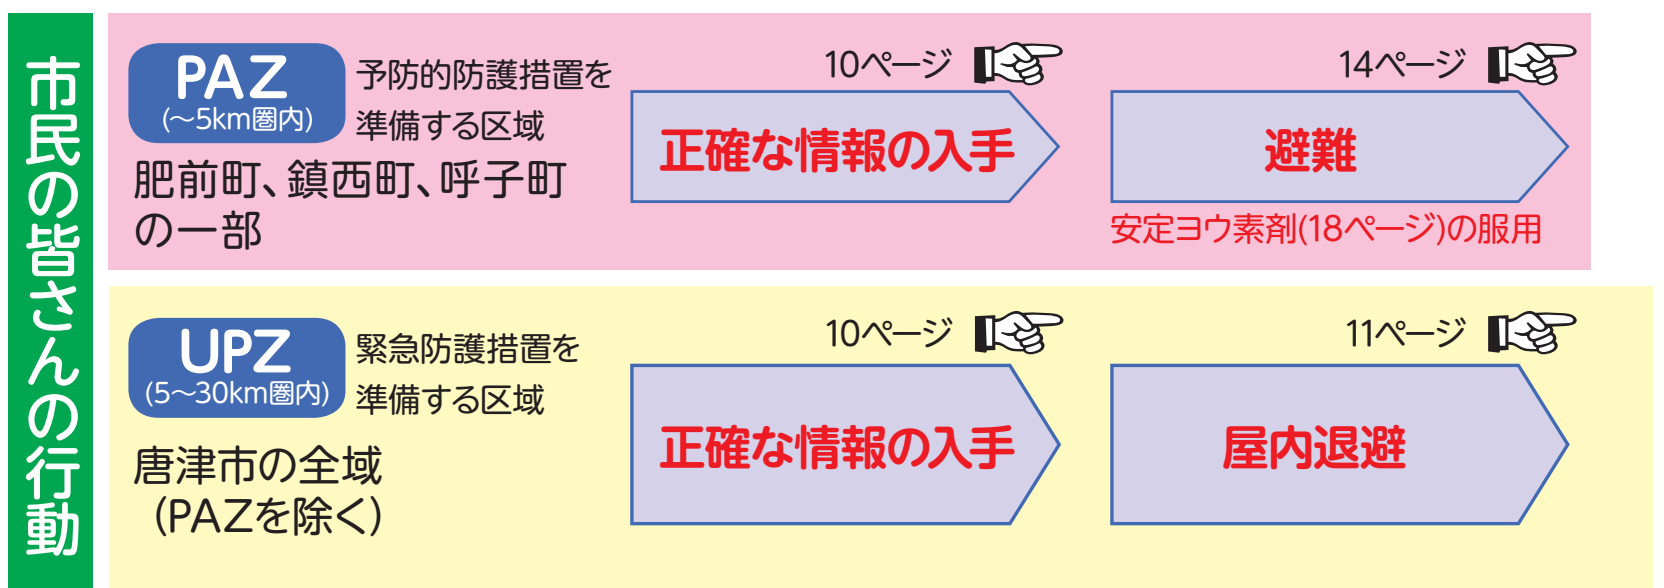 市民の皆さんの行動
PAZ
(～5km圏内)
予防的防護措置を
準備する区域
肥前町、鎮西町、呼子町
の一部
10ページ
正確な情報の入手
14ページ
避難
安定ヨウ素剤(18ページ)の服用
UPZ
(5～30km圏内)
緊急防護措置を
準備する区域
唐津市の全域
(PAZを除く)
10ページ
正確な情報の入手
11ページ
屋内退避